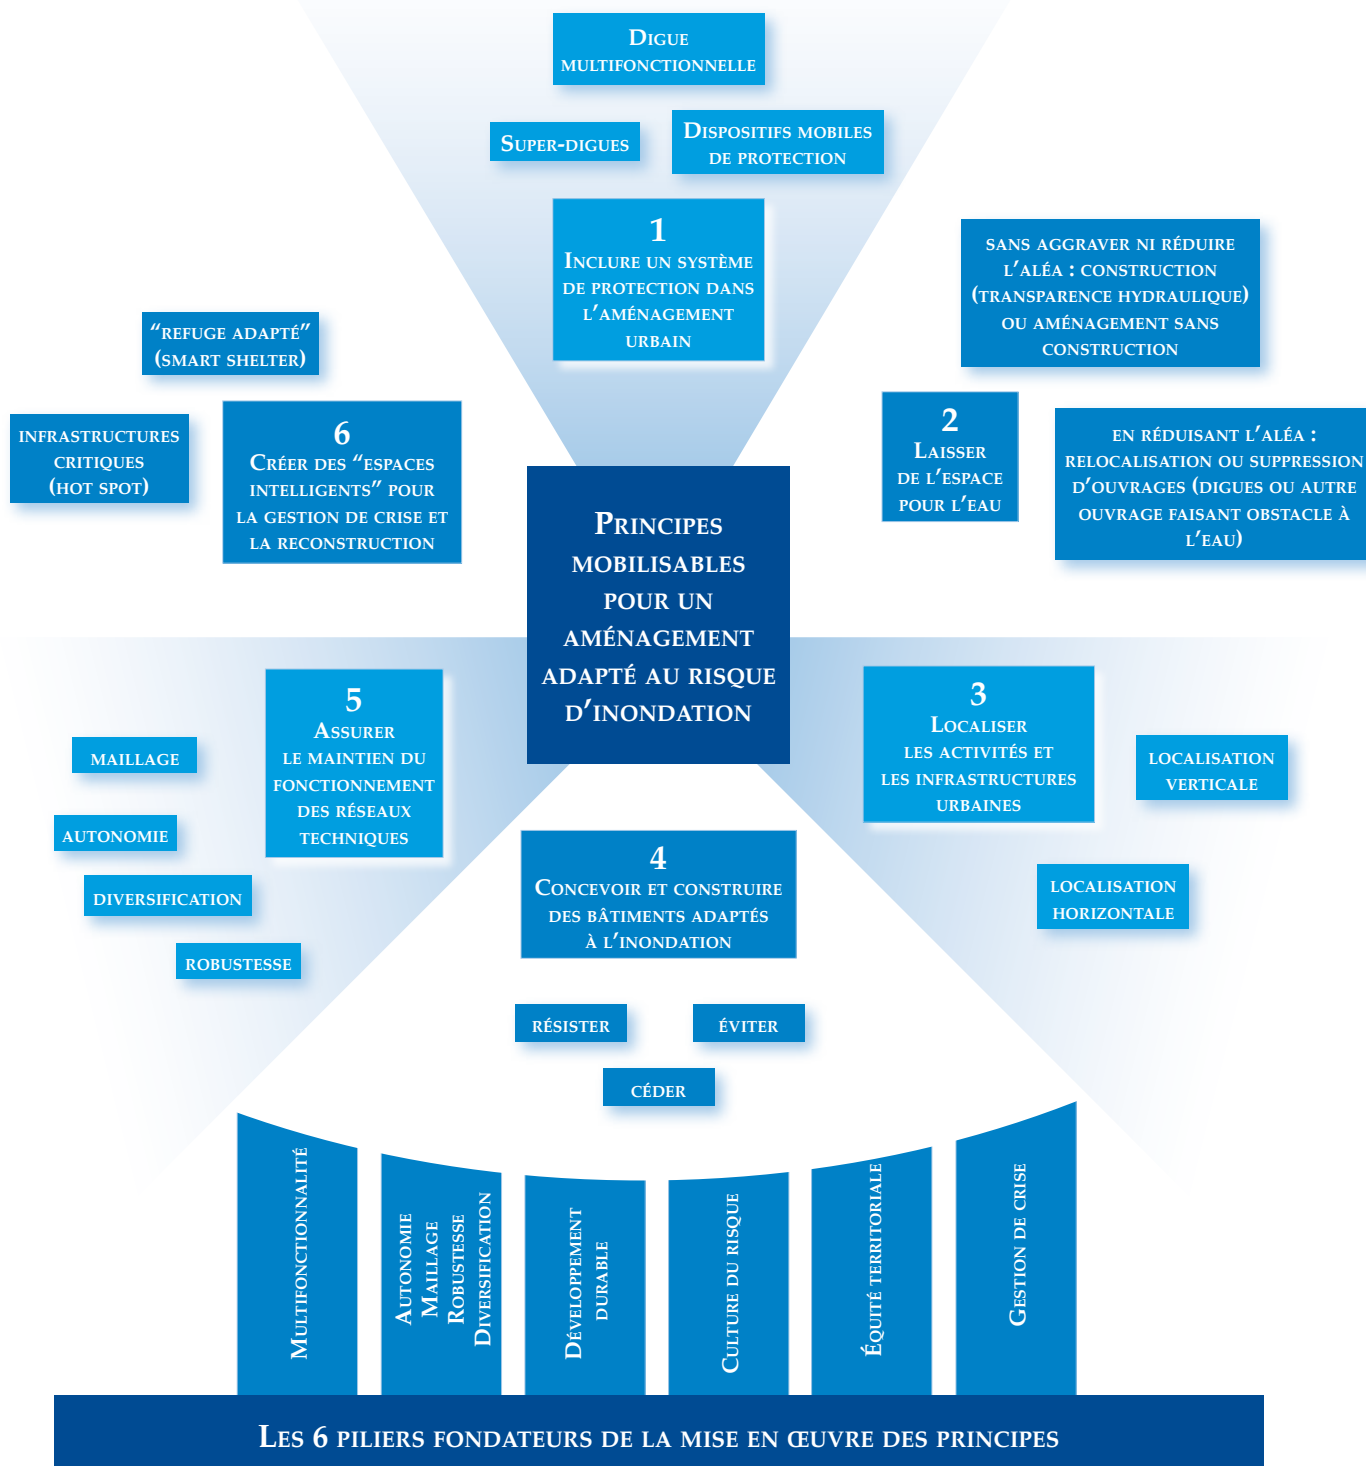 Digue
multifonctionnelle
Super-digues
Dispositifs mobiles
de protection
1
Inclure un système
de protection dans
l'aménagement
urbain
sans aggraver ni réduire
l'aléa : construction
(transparence hydraulique)
ou aménagement sans
construction
2
Laisser
de l'espace
pour l'eau
en réduisant l'aléa :
relocalisation ou suppression
d'ouvrages (digues ou autre
ouvrage faisant obstacle à
l'eau)
“refuge adapté”
(smart shelter)
infrastructures
critiques
(hot spot)
6
Créer des “espaces
intelligents” pour
la gestion de crise et
la reconstruction
Principes
mobilisables
pour un
aménagement
adapté au risque
d'inondation
5
Assurer
le maintien du
fonctionnement
des réseaux
techniques
maillage
autonomie
diversification
robustesse
3
Localiser
les activités et
les infrastructures
urbaines
localisation
verticale
localisation
horizontale
4
Concevoir et construire
des bâtiments adaptés
à l'inondation
résister
éviter
céder
Multifonctionnalité
Autonomie
Maillage
Robustesse
Diversification
Développement
durable
Culture du risque
Équité territoriale
Gestion de crise
Les 6 piliers fondateurs de la mise en œuvre des principes